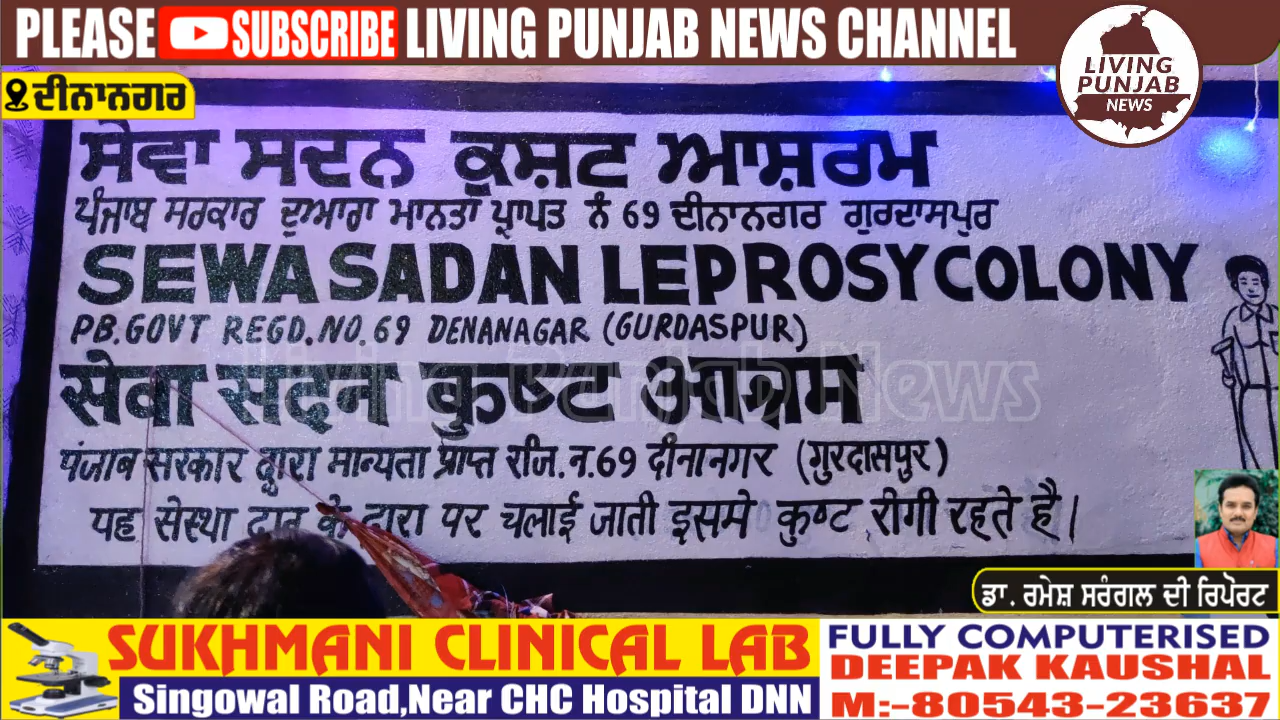 PLEASE SUBSCRIBE LIVING PUNJAB NEWS CHANNEL
LIVING
PUNJAB
NEWS
ਦੀਨਾਨਗਰ
ਸੇਵਾ ਸਦਨ ਕੁਸ਼ਟ ਆਸ਼ਰਮ
ਪੰਜਾਬ ਸਰਕਾਰ ਦੁਆਰਾ ਮਾਨਤਾ ਪ੍ਰਾਪਤ ਨੰ 69 ਦੀਨਾਨਗਰ ਗੁਰਦਾਸਪੁਰ
SEWA SADAN LEPROSY COLONY
PB.GOVT REGD.NO.69 DENANAGAR (GURDASPUR)
सेवा सदन कुष्ट आश्रम
Living Punjab News
पंजाब सरकार द्वारा मान्यता प्राप्त रजि.न.69 दीनानगर (गुरदासपुर)
यह सेस्था दान के द्वारा पर चलाई जाती इसमे कुष्ट रीगी रहते है।
ਡਾ. ਰਮੇਸ਼ ਸਰੰਗਲ ਦੀ ਰਿਪੋਰਟ
SUKHMANI CLINICAL LAB
Singowal Road,Near CHC Hospital DNN
FULLY COMPUTERISED
DEEPAK KAUSHAL
M:-80543-23637